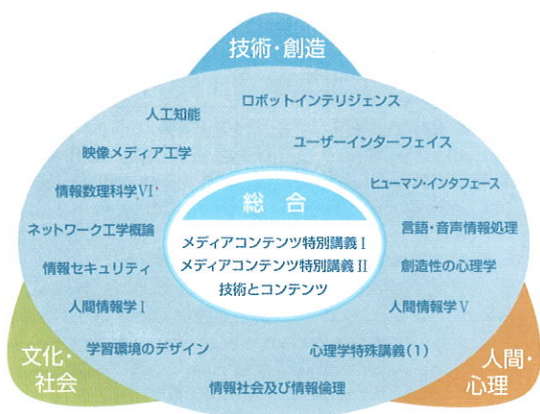 技術・創造
ロボットインテリジェンス
人工知能
ユーザーインターフェイス
映像メディア工学
ヒューマン・インタフェース
情報数理科学Ⅵ
総合
ネットワーク工学概論
言語・音声情報処理
メディアコンテンツ特別講義Ⅰ
メディアコンテンツ特別講義Ⅱ
技術とコンテンツ
情報セキュリティ
創造性の心理学
人間情報学Ⅰ
人間情報学Ⅴ
文化・
社会
学習環境のデザイン
心理学特殊講義(1)
人間・
心理
情報社会及び情報倫理